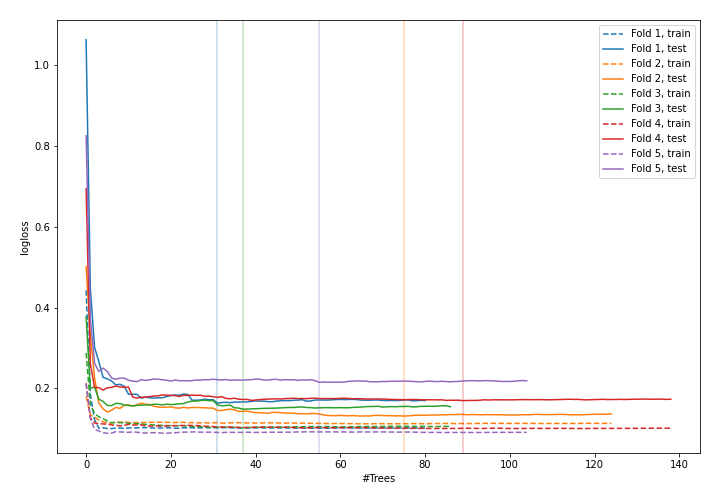 Fold 1, train
Fold 1, test
Fold 2, train
Fold 2, test
Fold 3, train
Fold 3, test
Fold 4, train
Fold 4, test
Fold 5, train
Fold 5, test
logloss
1.0
0.8
0.6
0.4
0.2
0 20 40 60 80 100 120 140
#Trees